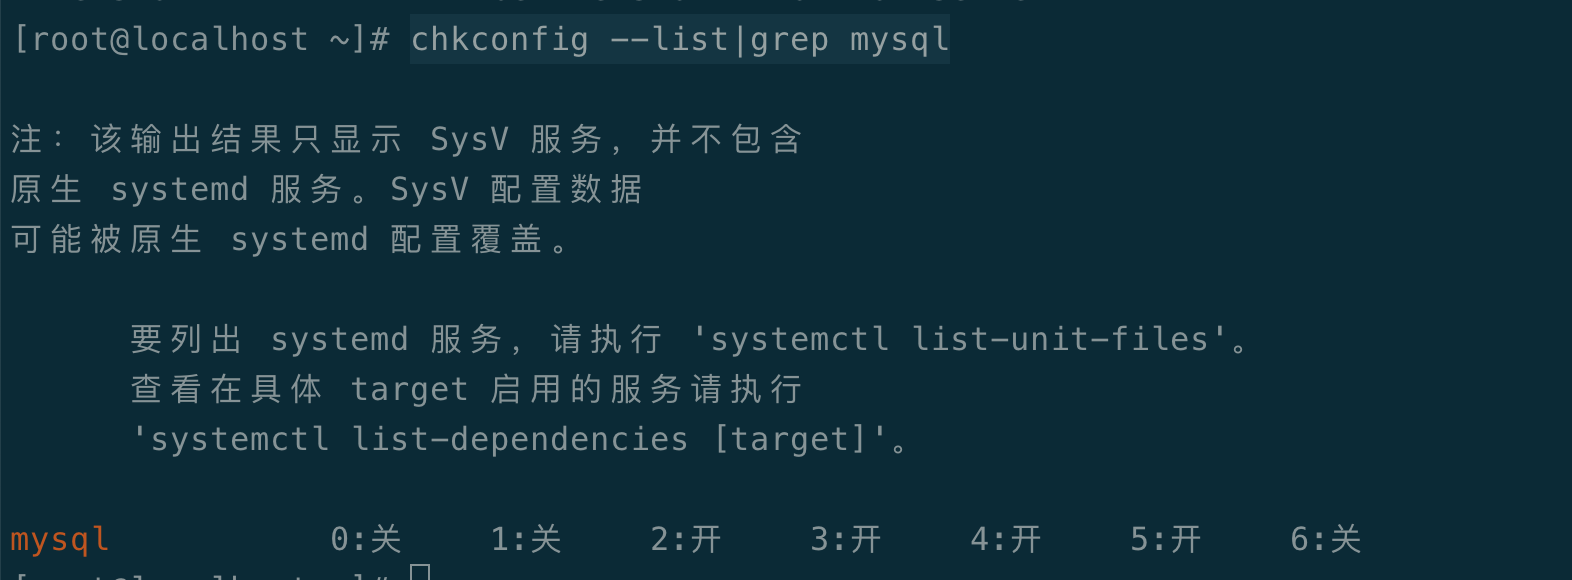 [root@localhost ~]# chkconfig --list|grep mysql
注：该输出结果只显示 SysV 服务，并不包含
原生 systemd 服务。SysV 配置数据
可能被原生 systemd 配置覆盖。
要列出 systemd 服务，请执行 'systemctl list-unit-files'。
查看在具体 target 启用的服务请执行
'systemctl list-dependencies [target]'。
mysql 0:关 1:关 2:开 3:开 4:开 5:开 6:关